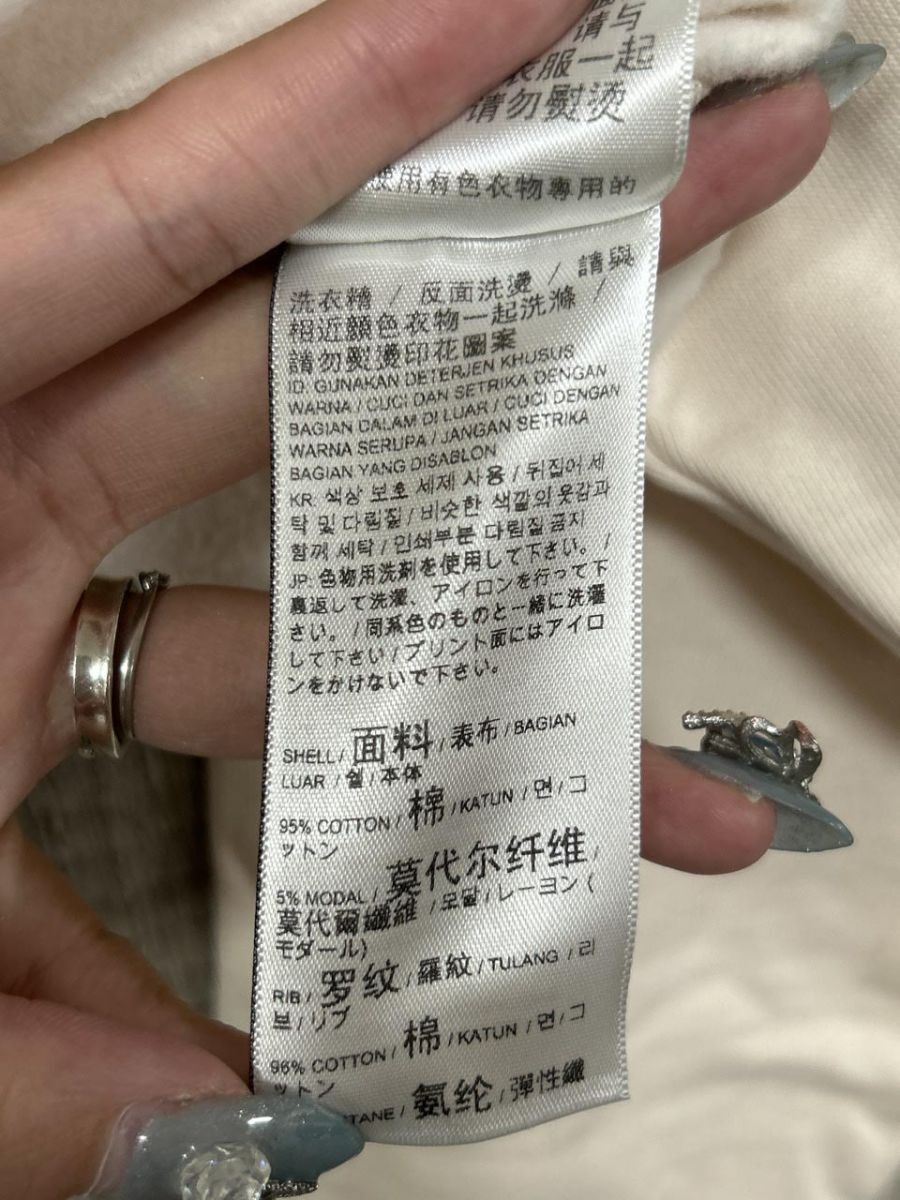 请与
衣服一起
请勿熨烫
使用有色衣物專用的
洗衣精 / 反面洗燙 / 請與
相近顏色衣物一起洗滌 /
請勿熨燙印花圖案
ID. GUNAKAN DETERJEN KHUSUS
WARNA / CUCI DAN SETRIKA DENGAN
BAGIAN DALAM DI LUAR / CUCI DENGAN
WARNA SERUPA / JANGAN SETRIKA
BAGIAN YANG DISABLON
KR. 색상 보호 세제 사용 / 뒤집어 세
탁 및 다림질 / 비슷한 색깔의 옷감과
함께 세탁 / 인쇄부분 다림질 금지
JP: 色物用洗剤を使用して下さい。/
裏返して洗濯、アイロンを行って下
さい。/ 同系色のものと一緒に洗濯
して下さい / プリント面にはアイロ
ンをかけないで下さい。
SHELL / 面料 / 表布 / BAGIAN
LUAR / 쉘 / 本体
95% COTTON / 棉 / KATUN / 면 / コ
ットン
5% MODAL / 莫代尔纤维 /
莫代爾纖維 / 모달 / レーヨン (
モダール)
RIB / 罗纹 / 羅紋 / TULANG / 리
브 / リブ
96% COTTON / 棉 / KATUN / 면 / コ
ットン
TANE / 氨纶 / 彈性纖